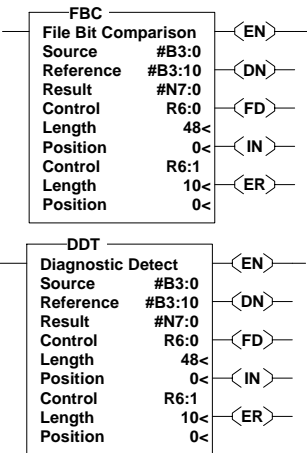 FBC
File Bit Comparison
Source #B3:0
Reference #B3:10
Result #N7:0
Control R6:0
Length 48<
Position 0<
Control R6:1
Length 10<
Position 0<
EN
DN
FD
IN
ER
DDT
Diagnostic Detect
Source #B3:0
Reference #B3:10
Result #N7:0
Control R6:0
Length 48<
Position 0<
Control R6:1
Length 10<
Position 0<
EN
DN
FD
IN
ER